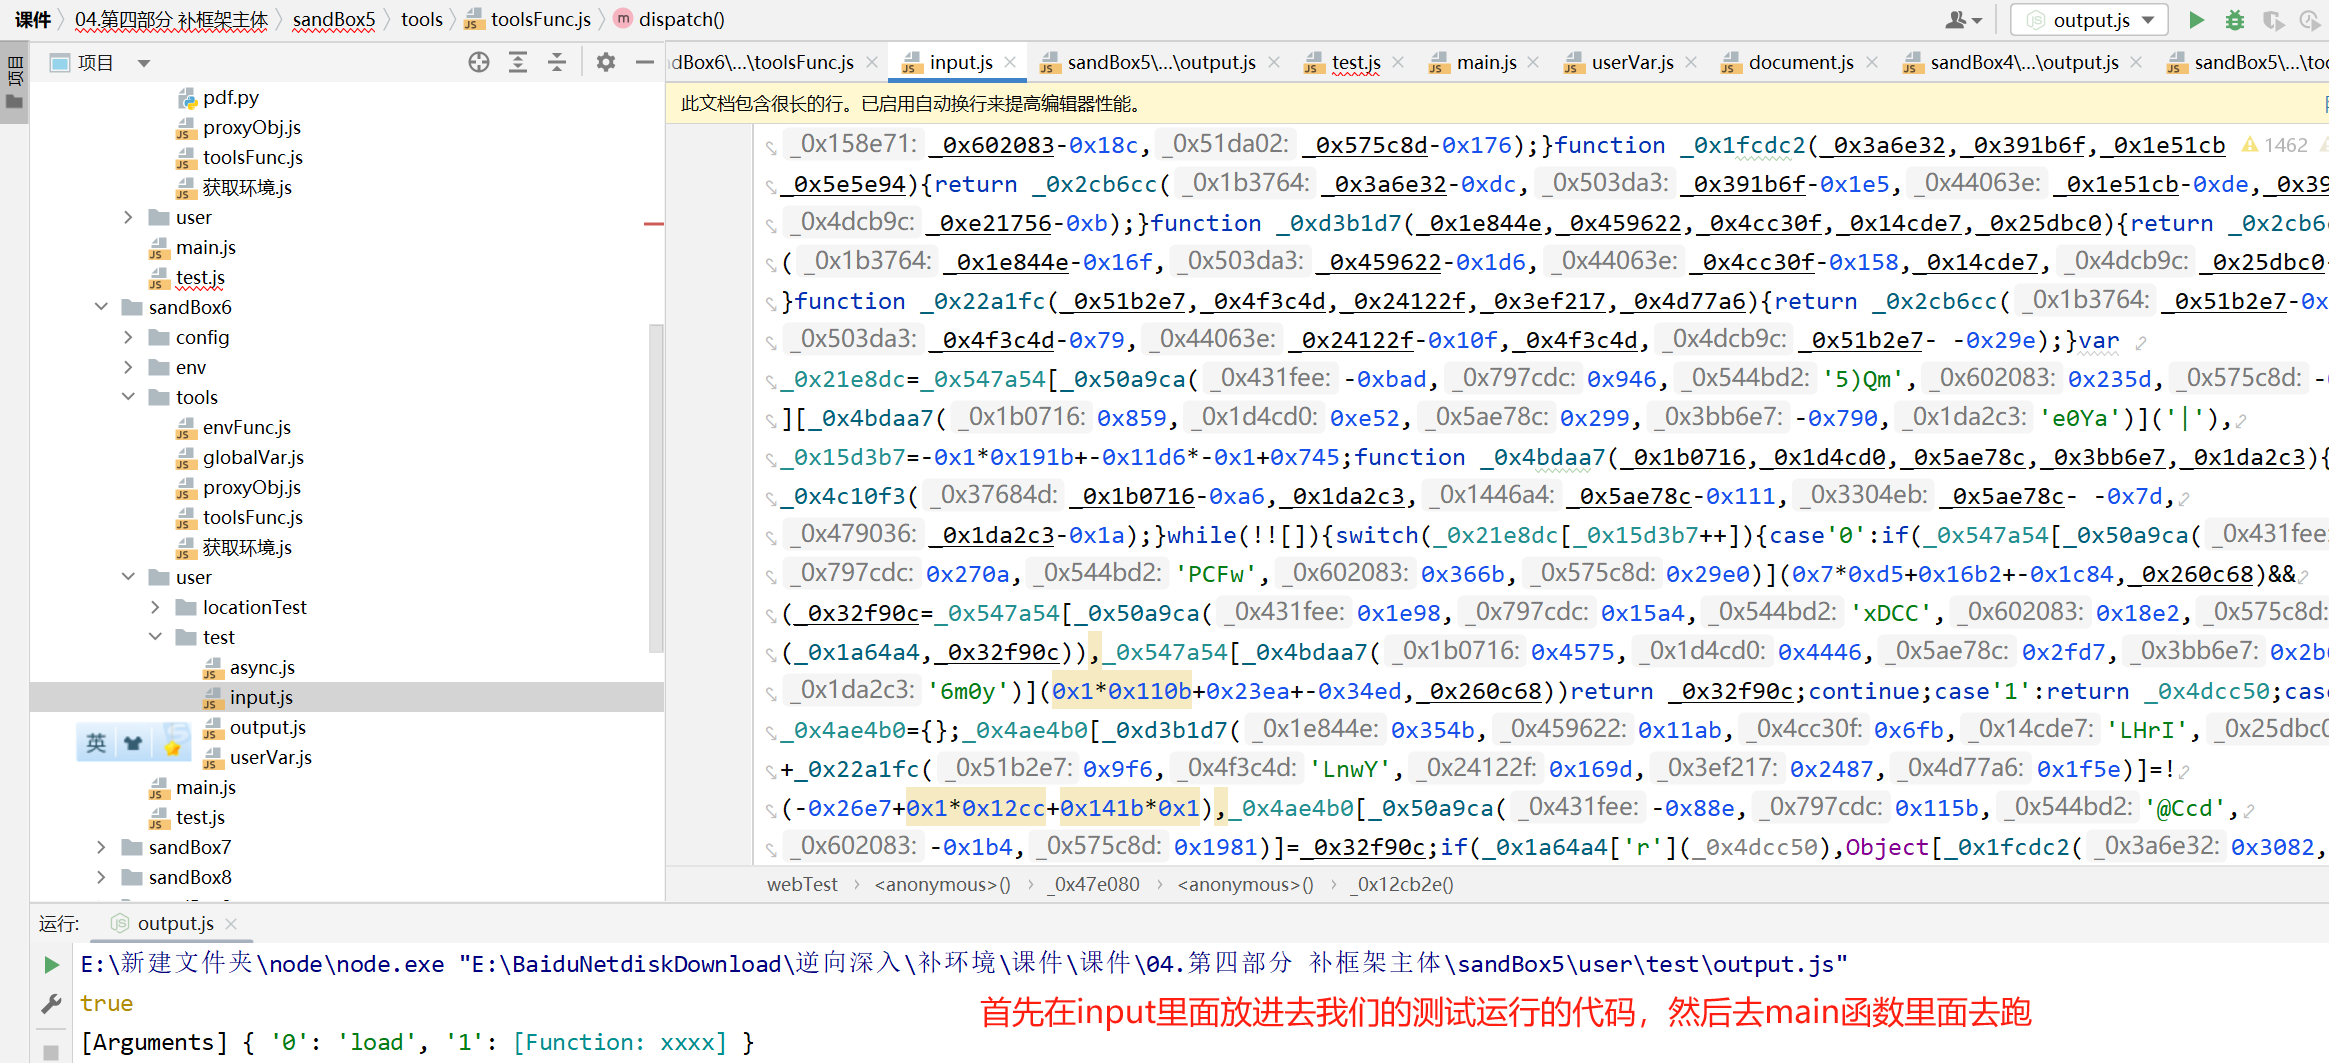 课件 〉 04.第四部分 补框架主体 〉 sandBox5 〉 tools 〉 toolsFunc.js 〉 m dispatch()
output.js
项目
项目
pdf.py
proxyObj.js
toolsFunc.js
获取环境.js
user
main.js
test.js
sandBox6
config
env
tools
envFunc.js
globalVar.js
proxyObj.js
toolsFunc.js
获取环境.js
user
locationTest
test
async.js
input.js
output.js
userVar.js
main.js
test.js
sandBox7
sandBox8
英
ndBox6\...\toolsFunc.js input.js sandBox5\...\output.js test.js main.js userVar.js document.js sandBox4\...\output.js sandBox5\...\too
此文档包含很长的行。已启用自动换行来提高编辑器性能。
_0x158e71: _0x602083-0x18c, _0x51da02: _0x575c8d-0x176);}function _0x1fcdc2(_0x3a6e32,_0x391b6f,_0x1e51cb 1462
_0x5e5e94){return _0x2cb6cc( _0x1b3764: _0x3a6e32-0xdc, _0x503da3: _0x391b6f-0x1e5, _0x44063e: _0x1e51cb-0xde,_0x39
_0x4dcb9c: _0xe21756-0xb);}function _0xd3b1d7(_0x1e844e,_0x459622,_0x4cc30f,_0x14cde7,_0x25dbc0){return _0x2cb6c
( _0x1b3764: _0x1e844e-0x16f, _0x503da3: _0x459622-0x1d6, _0x44063e: _0x4cc30f-0x158,_0x14cde7, _0x4dcb9c: _0x25dbc0-
}function _0x22a1fc(_0x51b2e7,_0x4f3c4d,_0x24122f,_0x3ef217,_0x4d77a6){return _0x2cb6cc( _0x1b3764: _0x51b2e7-0x
_0x503da3: _0x4f3c4d-0x79, _0x44063e: _0x24122f-0x10f,_0x4f3c4d, _0x4dcb9c: _0x51b2e7- -0x29e);}var
_0x21e8dc=_0x547a54[_0x50a9ca( _0x431fee: -0xbad, _0x797cdc: 0x946, _0x544bd2: '5)Qm', _0x602083: 0x235d, _0x575c8d: -
][_0x4bdaa7( _0x1b0716: 0x859, _0x1d4cd0: 0xe52, _0x5ae78c: 0x299, _0x3bb6e7: -0x790, _0x1da2c3: 'e0Ya')]('|'),
_0x15d3b7=-0x1*0x191b+-0x11d6*-0x1+0x745;function _0x4bdaa7(_0x1b0716,_0x1d4cd0,_0x5ae78c,_0x3bb6e7,_0x1da2c3){
_0x4c10f3( _0x37684d: _0x1b0716-0xa6,_0x1da2c3, _0x1446a4: _0x5ae78c-0x111, _0x3304eb: _0x5ae78c- -0x7d,
_0x479036: _0x1da2c3-0x1a);}while(!![]){switch(_0x21e8dc[_0x15d3b7++]){case'0':if(_0x547a54[_0x50a9ca( _0x431fee:
_0x797cdc: 0x270a, _0x544bd2: 'PCFw', _0x602083: 0x366b, _0x575c8d: 0x29e0)](0x7*0xd5+0x16b2+-0x1c84,_0x260c68)&&
(_0x32f90c=_0x547a54[_0x50a9ca( _0x431fee: 0x1e98, _0x797cdc: 0x15a4, _0x544bd2: 'xDCC', _0x602083: 0x18e2, _0x575c8d:
(_0x1a64a4,_0x32f90c)),_0x547a54[_0x4bdaa7( _0x1b0716: 0x4575, _0x1d4cd0: 0x4446, _0x5ae78c: 0x2fd7, _0x3bb6e7: 0x2b
_0x1da2c3: '6m0y')](0x1*0x110b+0x23ea+-0x34ed,_0x260c68))return _0x32f90c;continue;case'1':return _0x4dcc50;cas
_0x4ae4b0={};_0x4ae4b0[_0xd3b1d7( _0x1e844e: 0x354b, _0x459622: 0x11ab, _0x4cc30f: 0x6fb, _0x14cde7: 'LHrI', _0x25dbc0
+_0x22a1fc( _0x51b2e7: 0x9f6, _0x4f3c4d: 'LnwY', _0x24122f: 0x169d, _0x3ef217: 0x2487, _0x4d77a6: 0x1f5e)]=!
(-0x26e7+0x1*0x12cc+0x141b*0x1),_0x4ae4b0[_0x50a9ca( _0x431fee: -0x88e, _0x797cdc: 0x115b, _0x544bd2: '@Ccd',
_0x602083: -0x1b4, _0x575c8d: 0x1981)]=_0x32f90c;if(_0x1a64a4['r'](_0x4dcc50),Object[_0x1fcdc2( _0x3a6e32: 0x3082,
webTest 〉 <anonymous>() 〉 _0x47e080 〉 <anonymous>() 〉 _0x12cb2e()
运行: output.js
E:\新建文件夹\node\node.exe "E:\BaiduNetdiskDownload\逆向深入\补环境\课件\课件\04.第四部分 补框架主体\sandBox5\user\test\output.js"
true
首先在input里面放进去我们的测试运行的代码，然后去main函数里面去跑
[Arguments] { '0': 'load', '1': [Function: xxxx] }